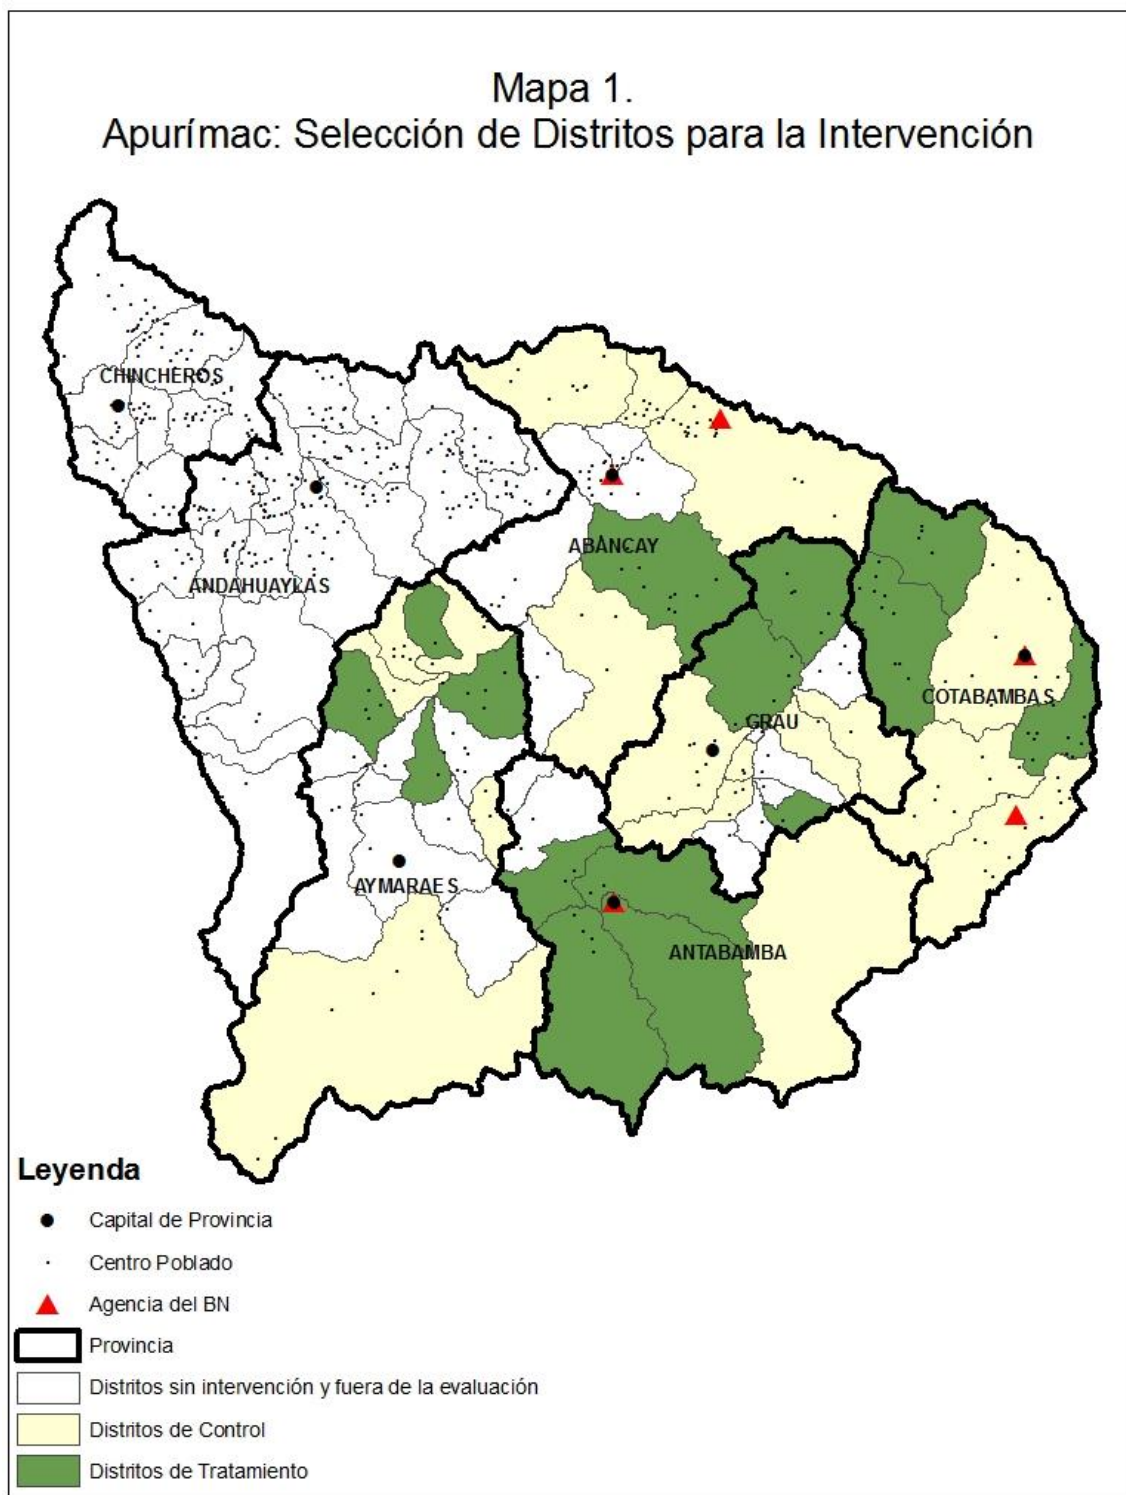 Mapa 1.
Apurímac: Selección de Distritos para la Intervención
CHINCHEROS
ABANCAY
ANDAHUAYLAS
COTABAMBAS
GRAU
AYMARAES
ANTABAMBA
Leyenda
Capital de Provincia
Centro Poblado
Agencia del BN
Provincia
Distritos sin intervención y fuera de la evaluación
Distritos de Control
Distritos de Tratamiento